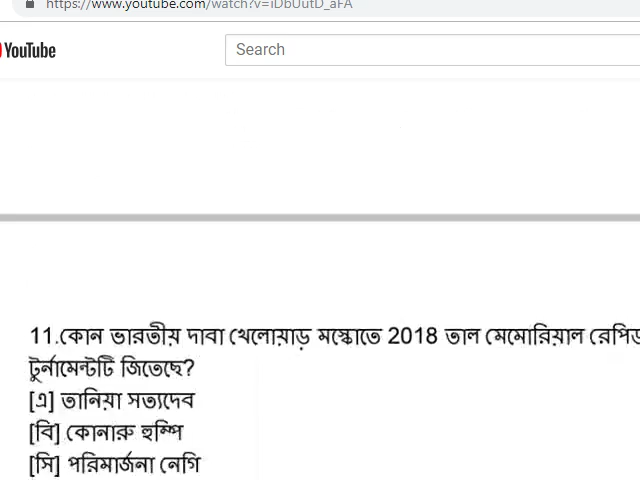 https://www.youtube.com/watch?v=iDbUutD_aFA
YouTube
Search
11.কোন ভারতীয় দাবা খেলোয়াড় মস্কোতে 2018 তাল মেমোরিয়াল রেপিড
টুর্নামেন্টটি জিতেছে?
[এ] তানিয়া সত্যদেব
[বি] কোনারু হুম্পি
[সি] পরিমার্জনা নেগি